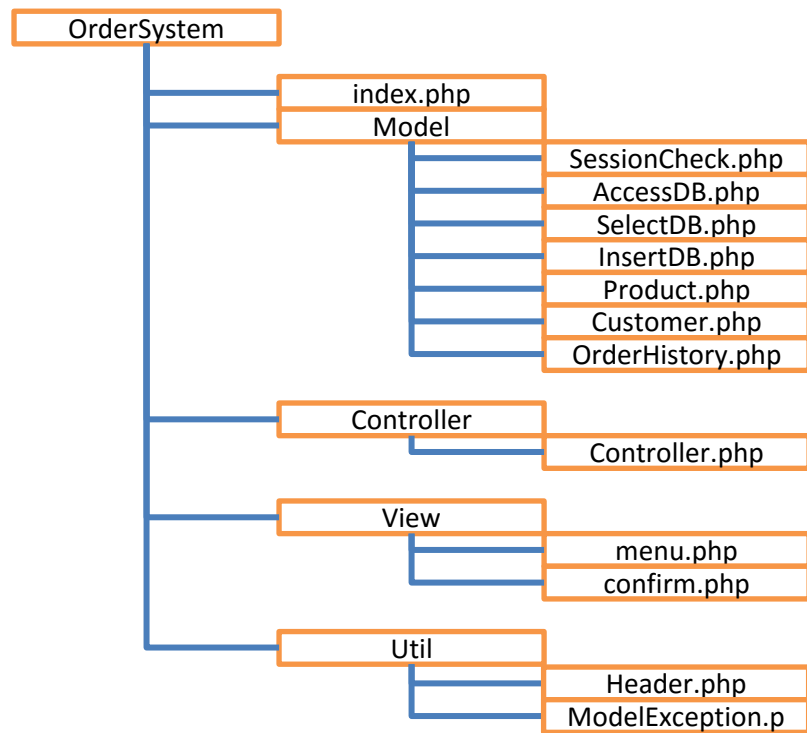 OrderSystem
index.php
Model
SessionCheck.php
AccessDB.php
SelectDB.php
InsertDB.php
Product.php
Customer.php
OrderHistory.php
Controller
Controller.php
View
menu.php
confirm.php
Util
Header.php
ModelException.p